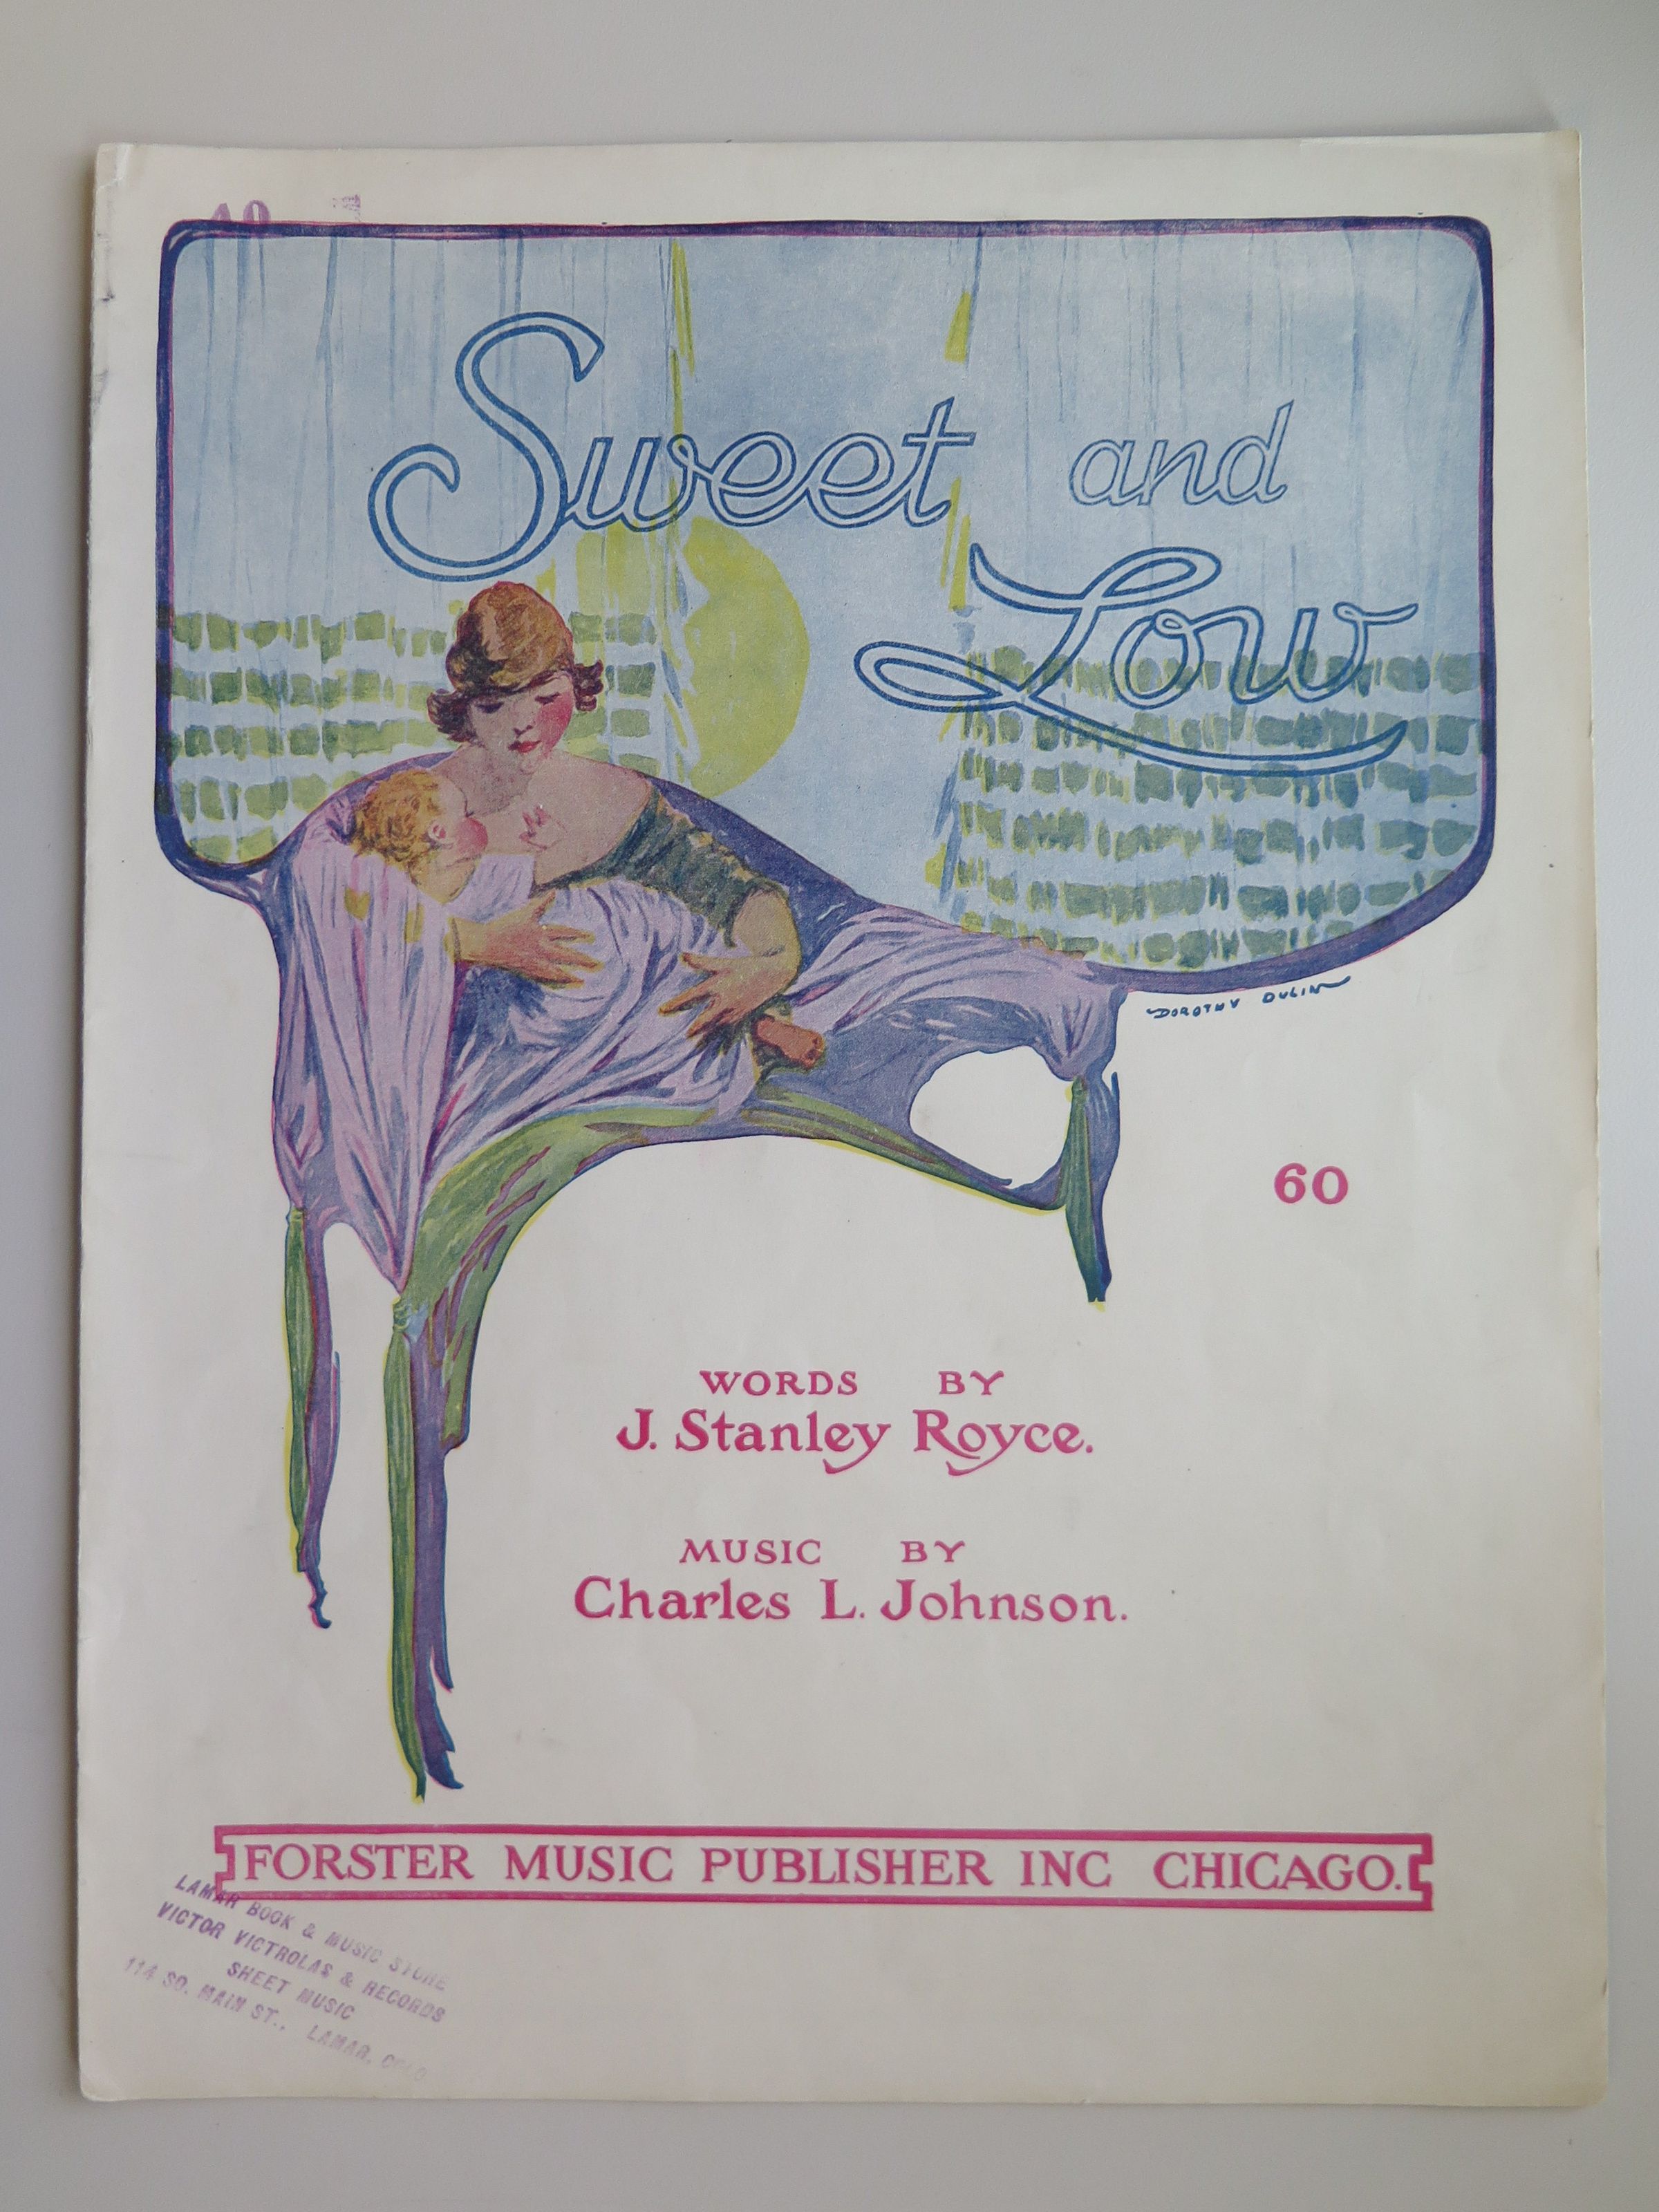 Sweet and
Low
DOROTHY DULIN
60
WORDS BY
J. Stanley Royce.
MUSIC BY
Charles L. Johnson.
FORSTER MUSIC PUBLISHER INC CHICAGO.
LAMAR BOOK & MUSIC STORE
VICTOR VICTROLAS & RECORDS
SHEET MUSIC
114 SO. MAIN ST., LAMAR, COLO